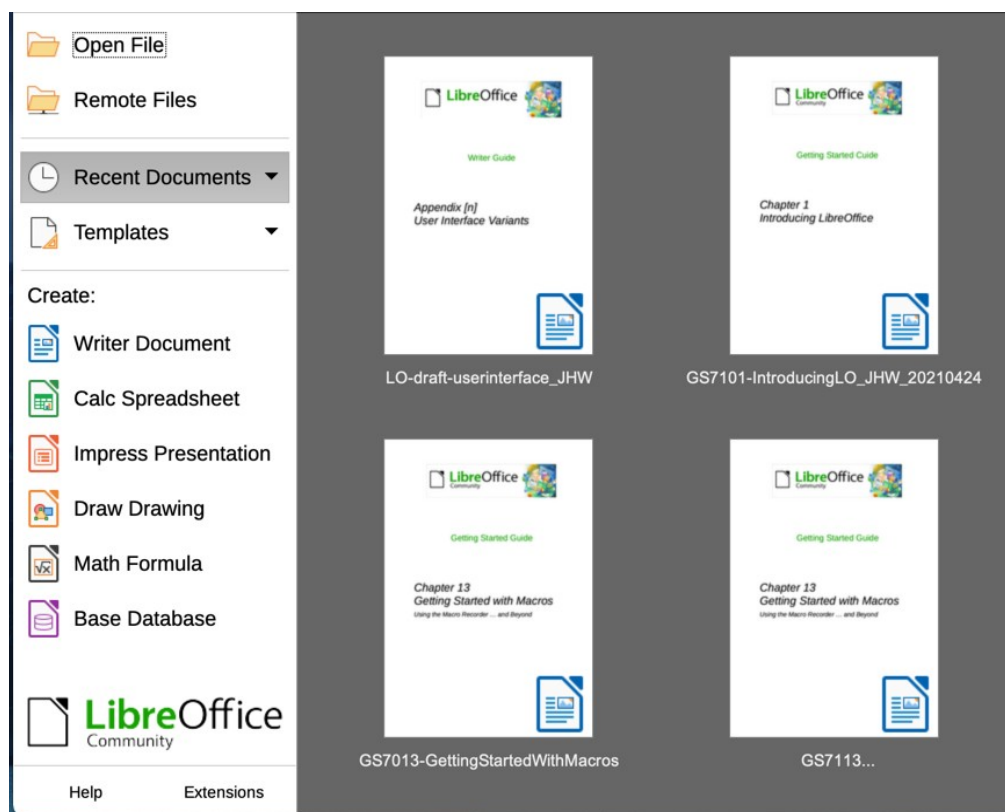 Open File
Remote Files
Recent Documents
Templates
Create:
Writer Document
Calc Spreadsheet
Impress Presentation
Draw Drawing
Math Formula
Base Database
LibreOffice
Community
Help
Extensions
LibreOffice
Writer Guide
Appendix [n]
User Interface Variants
LO-draft-userinterface_JHW
LibreOffice
Community
Getting Started Guide
Chapter 1
Introducing LibreOffice
GS7101-IntroducingLO_JHW_20210424
LibreOffice
Community
Getting Started Guide
Chapter 13
Getting Started with Macros
Using the Macro Recorder ... and Beyond
GS7013-GettingStartedWithMacros
LibreOffice
Community
Getting Started Guide
Chapter 13
Getting Started with Macros
Using the Macro Recorder ... and Beyond
GS7113...